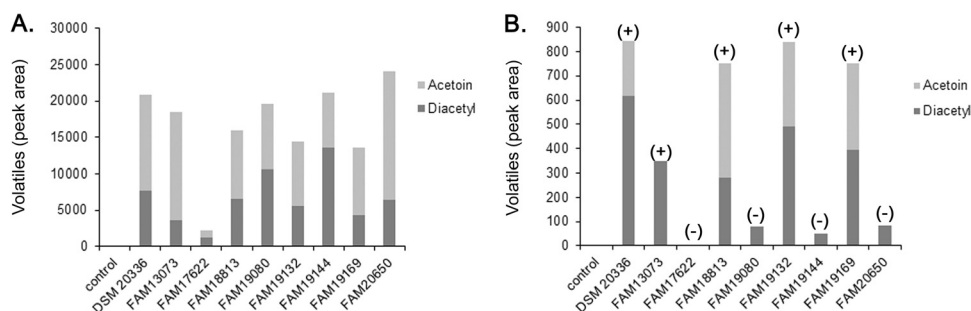 A.
Volatiles (peak area)
30000
25000
20000
15000
10000
5000
0
control
DSM 20336
FAM13073
FAM17622
FAM18813
FAM19080
FAM19132
FAM19144
FAM19169
FAM20650
Acetoin
Diacetyl
B.
Volatiles (peak area)
900
800
700
600
500
400
300
200
100
0
(+)
(+)
(-)
(+)
(-)
(+)
(-)
(+)
(-)
control
DSM 20336
FAM13073
FAM17622
FAM18813
FAM19080
FAM19132
FAM19144
FAM19169
FAM20650
Acetoin
Diacetyl